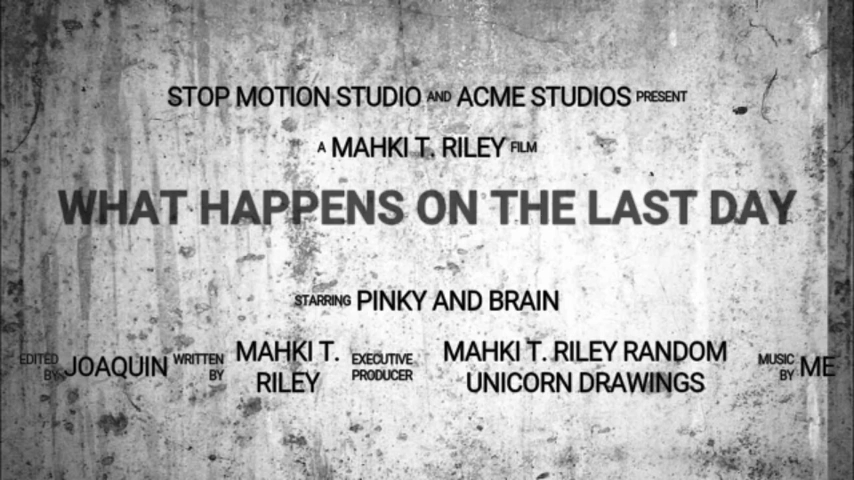 STOP MOTION STUDIO AND ACME STUDIOS PRESENT
A MAHKI T. RILEY FILM
WHAT HAPPENS ON THE LAST DAY
STARRING PINKY AND BRAIN
EDITED BY JOAQUIN
WRITTEN BY MAHKI T. RILEY
EXECUTIVE PRODUCER MAHKI T. RILEY RANDOM UNICORN DRAWINGS
MUSIC BY ME